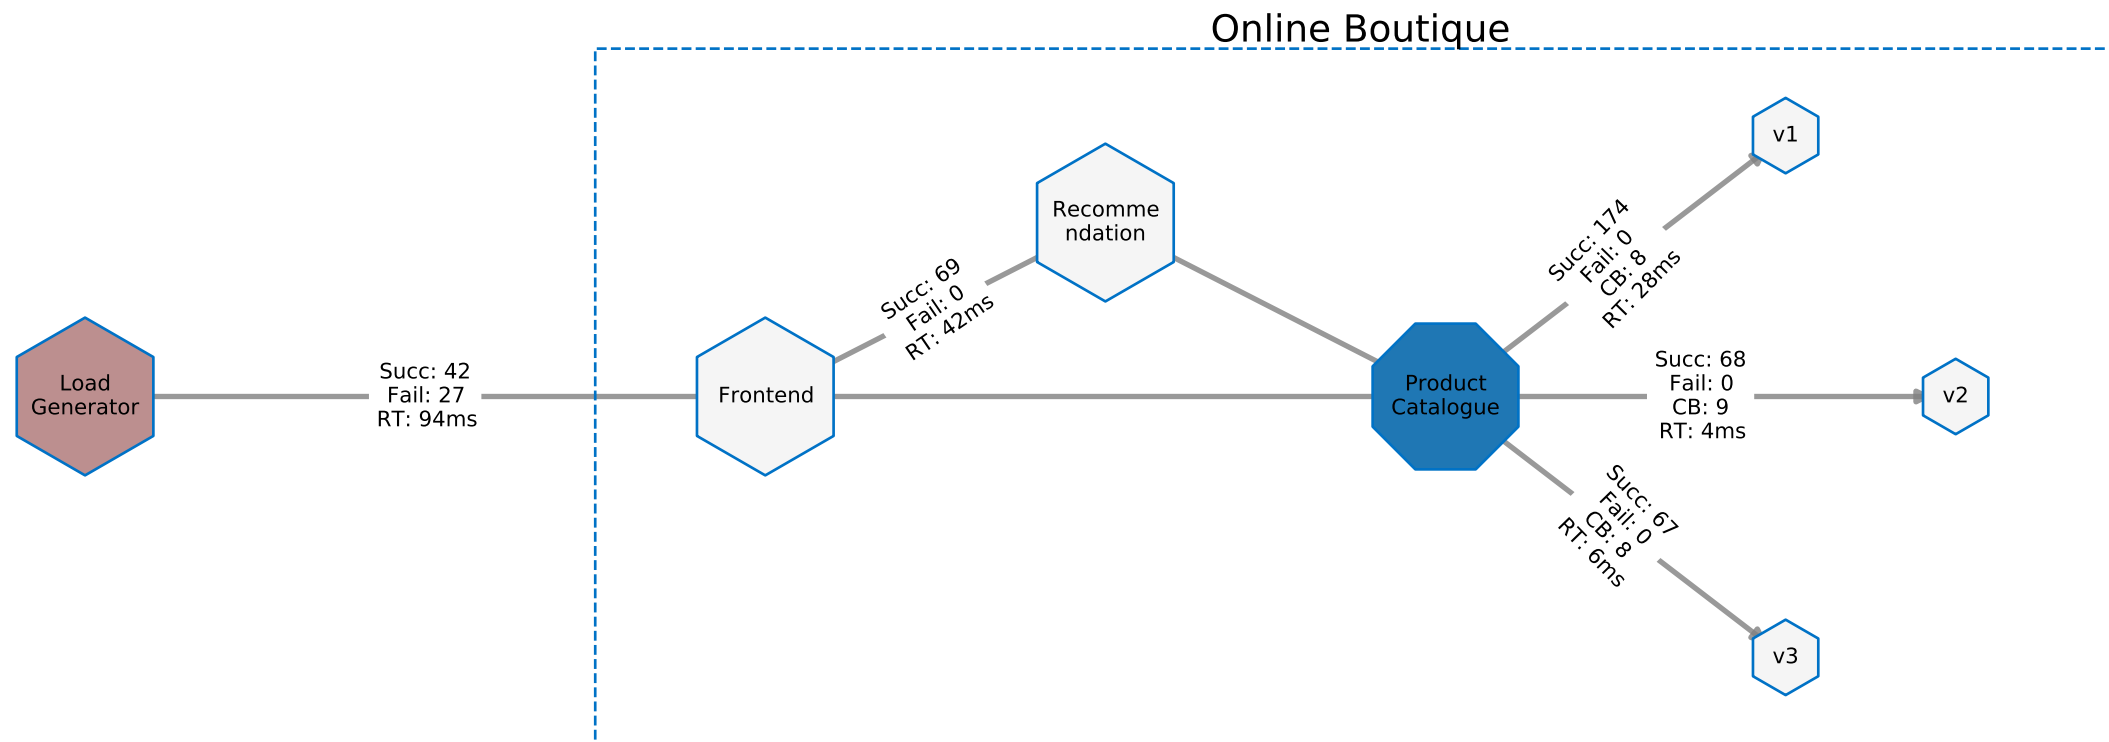 Online Boutique
Load
Generator
Succ: 42
Fail: 27
RT: 94ms
Frontend
Succ: 69
Fail: 0
RT: 42ms
Recomme
ndation
Product
Catalogue
Succ: 174
Fail: 0
CB: 8
RT: 28ms
v1
Succ: 68
Fail: 0
CB: 9
RT: 4ms
v2
Succ: 67
Fail: 0
CB: 8
RT: 6ms
v3